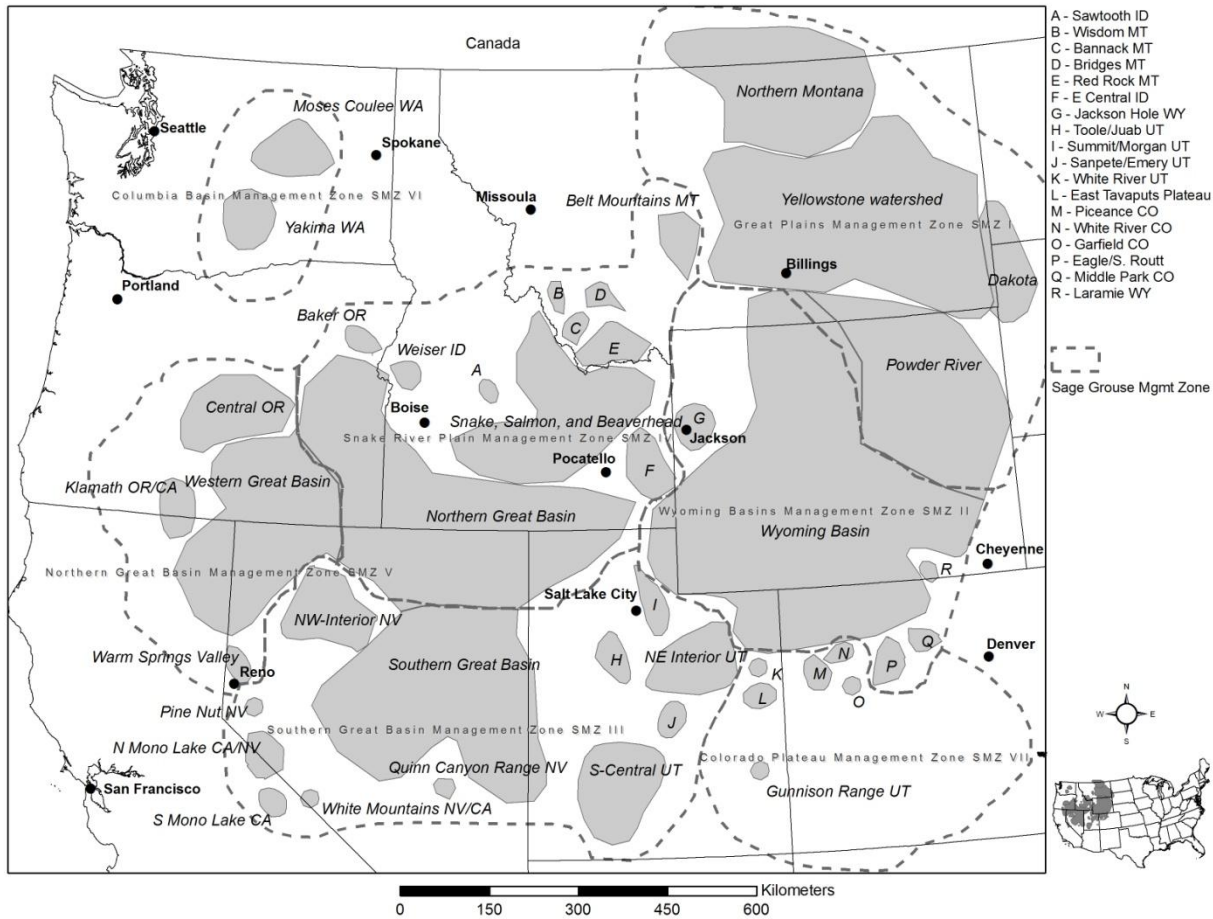 Canada
Moses Coulee WA
Northern Montana
Seattle
Spokane
Columbia Basin Management Zone SMZ VI
Missoula
Belt Mountains MT
Yellowstone watershed
Great Plains Management Zone SMZ I
Yakima WA
Billings
Dakota
Portland
B
D
Baker OR
C
E
Weiser ID
A
Powder River
Central OR
Boise
Snake, Salmon, and Beaverhead
G
Snake River Plain Management Zone SMZ IV
Jackson
Pocatello
F
Klamath OR/CA
Western Great Basin
Northern Great Basin
Wyoming Basins Management Zone SMZ II
Wyoming Basin
Cheyenne
Northern Great Basin Management Zone SMZ V
R
Salt Lake City
I
NW-Interior NV
Warm Springs Valley
Southern Great Basin
H
NE Interior UT
N
Q
Denver
Reno
K
M
P
L
O
Pine Nut NV
J
Southern Great Basin Management Zone SMZ III
N Mono Lake CA/NV
Colorado Plateau Management Zone SMZ VII
Quinn Canyon Range NV
S-Central UT
San Francisco
Gunnison Range UT
White Mountains NV/CA
S Mono Lake CA
A - Sawtooth ID
B - Wisdom MT
C - Bannack MT
D - Bridges MT
E - Red Rock MT
F - E Central ID
G - Jackson Hole WY
H - Toole/Juab UT
I - Summit/Morgan UT
J - Sanpete/Emery UT
K - White River UT
L - East Tavaputs Plateau
M - Piceance CO
N - White River CO
O - Garfield CO
P - Eagle/S. Routt
Q - Middle Park CO
R - Laramie WY
Sage Grouse Mgmt Zone
N
W
E
S
Kilometers
0 150 300 450 600